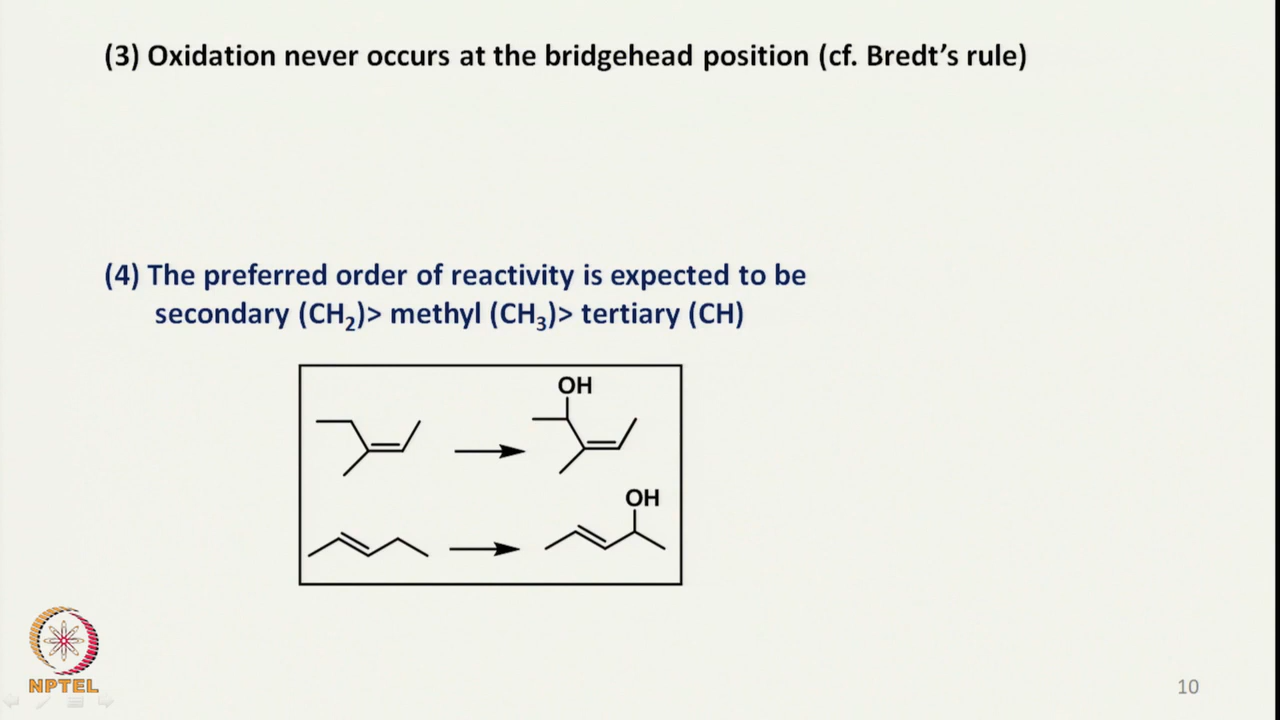 (3) Oxidation never occurs at the bridgehead position (cf. Bredt’s rule)
(4) The preferred order of reactivity is expected to be
secondary (CH₂)> methyl (CH₃)> tertiary (CH)
OH
OH
NPTEL
10